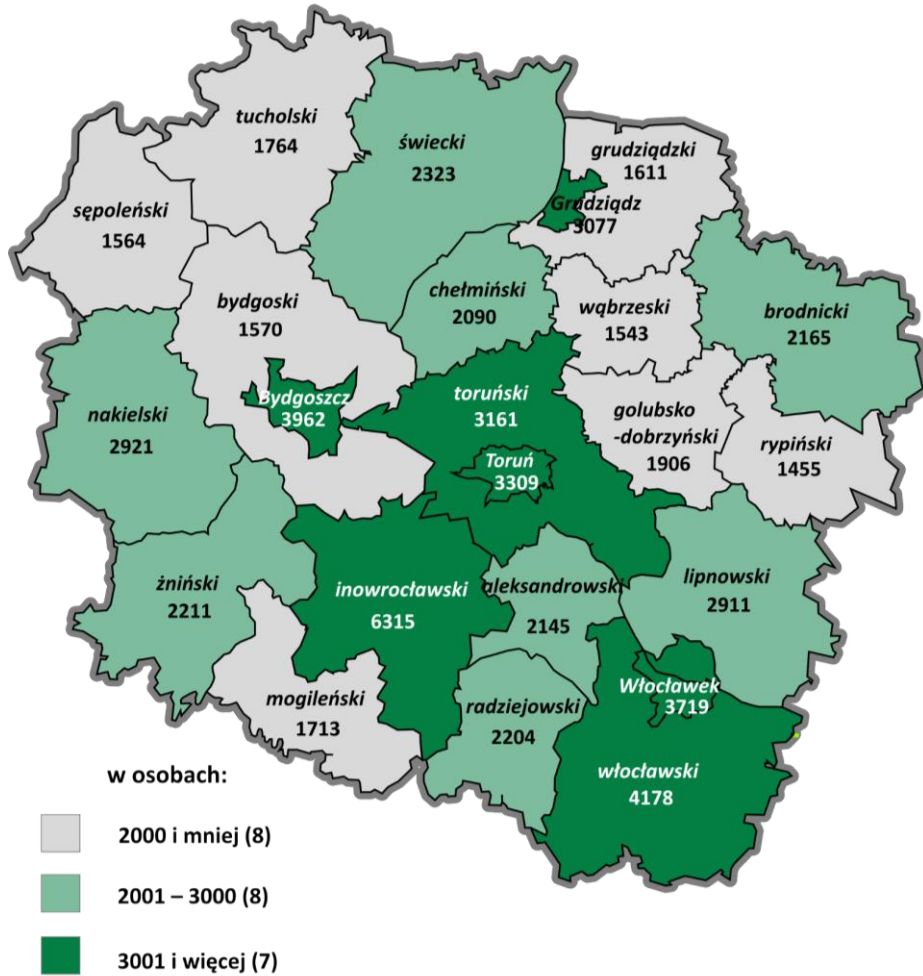 tucholski
1764
świecki
2323
grudziądzki
1611
Grudziądz
3077
sępoleński
1564
bydgoski
1570
chełmiński
2090
wąbrzeski
1543
brodnicki
2165
nakielski
2921
Bydgoszcz
3962
toruński
3161
Toruń
3309
golubsko
-dobrzyński
1906
rypiński
1455
żniński
2211
inowrocławski
6315
aleksandrowski
2145
lipnowski
2911
mogileński
1713
radziejowski
2204
Włocławek
3719
włocławski
4178
w osobach:
2000 i mniej (8)
2001 – 3000 (8)
3001 i więcej (7)